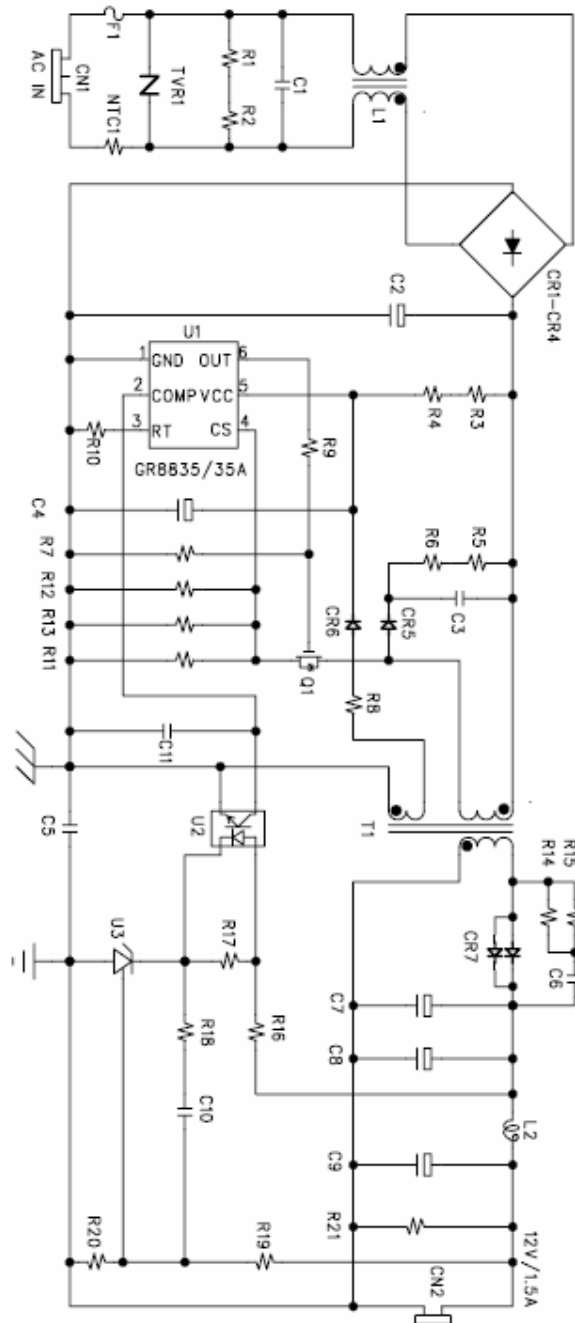 F1
CN1
AC IN
NTC1
TVR1
R1
R2
C1
L1
CR1-CR4
C2
U1
1 GND OUT 6
2 COMP VCC 5
3 RT CS 4
GR8835/35A
R10
R9
R4
R3
C4
R7
R12
R13
R11
R6
R5
C3
CR6
CR5
Q1
R8
C11
C5
U2
T1
R15
R14
C6
CR7
U3
R17
R18
R16
C7
C8
C10
L2
C9
R21
R20
R19
12V/1.5A
CN2